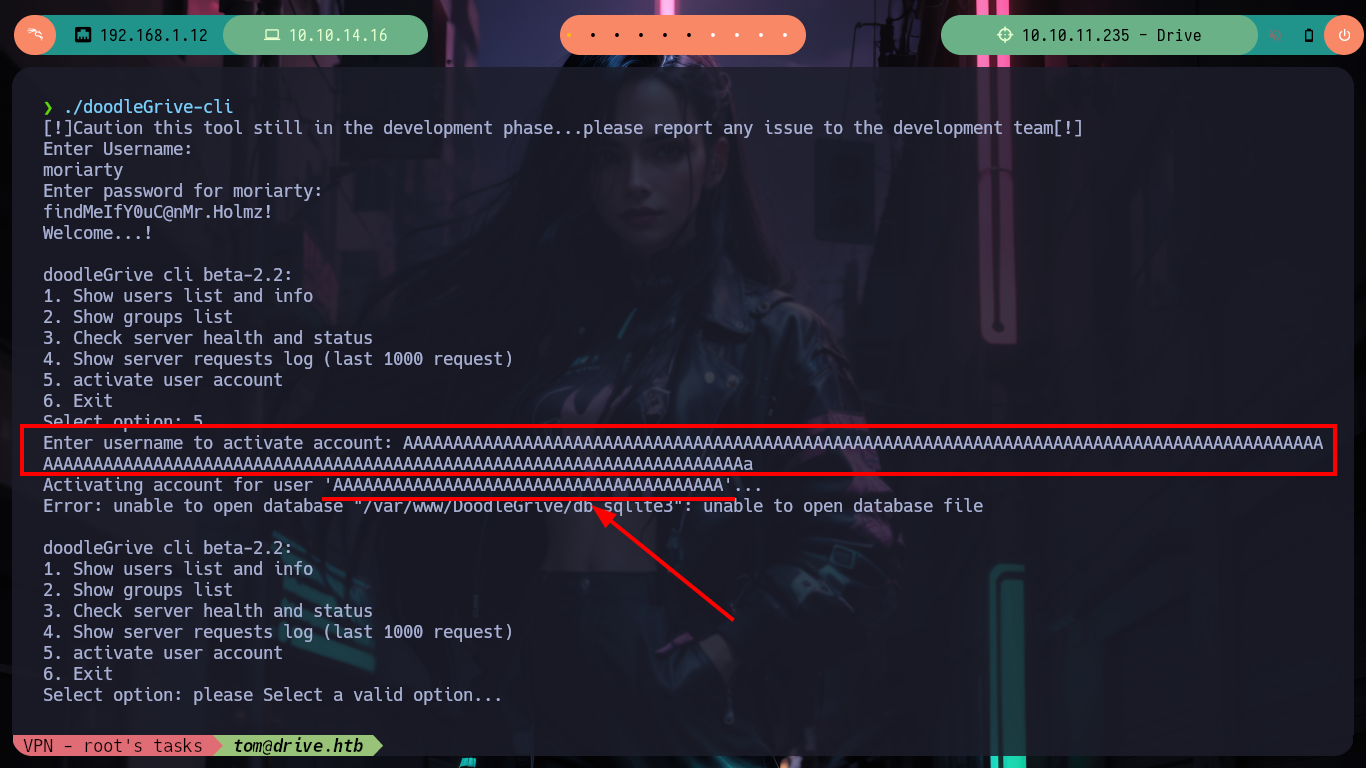 192.168.1.12
10.10.14.16
10.10.11.235 - Drive
❯ ./doodleGrive-cli
[!]Caution this tool still in the development phase...please report any issue to the development team[!]
Enter Username:
moriarty
Enter password for moriarty:
findMeIfY0uC@nMr.Holmz!
Welcome...!
doodleGrive cli beta-2.2:
1. Show users list and info
2. Show groups list
3. Check server health and status
4. Show server requests log (last 1000 request)
5. activate user account
6. Exit
Select option: 5
Enter username to activate account: AAAAAAAAAAAAAAAAAAAAAAAAAAAAAAAAAAAAAAAAAAAAAAAAAAAAAAAAAAAAAAAAAAAAAAAAAAAAAAAAAAAAAAAAAAAA
AAAAAAAAAAAAAAAAAAAAAAAAAAAAAAAAAAAAAAAAAAAAAAAAAAAAAAAAAAAAAAAAAAAAAAa
Activating account for user 'AAAAAAAAAAAAAAAAAAAAAAAAAAAAAAAAAAAAAAA'...
Error: unable to open database "/var/www/DoodleGrive/db.sqlite3": unable to open database file
doodleGrive cli beta-2.2:
1. Show users list and info
2. Show groups list
3. Check server health and status
4. Show server requests log (last 1000 request)
5. activate user account
6. Exit
Select option: please Select a valid option...
VPN - root's tasks
tom@drive.htb